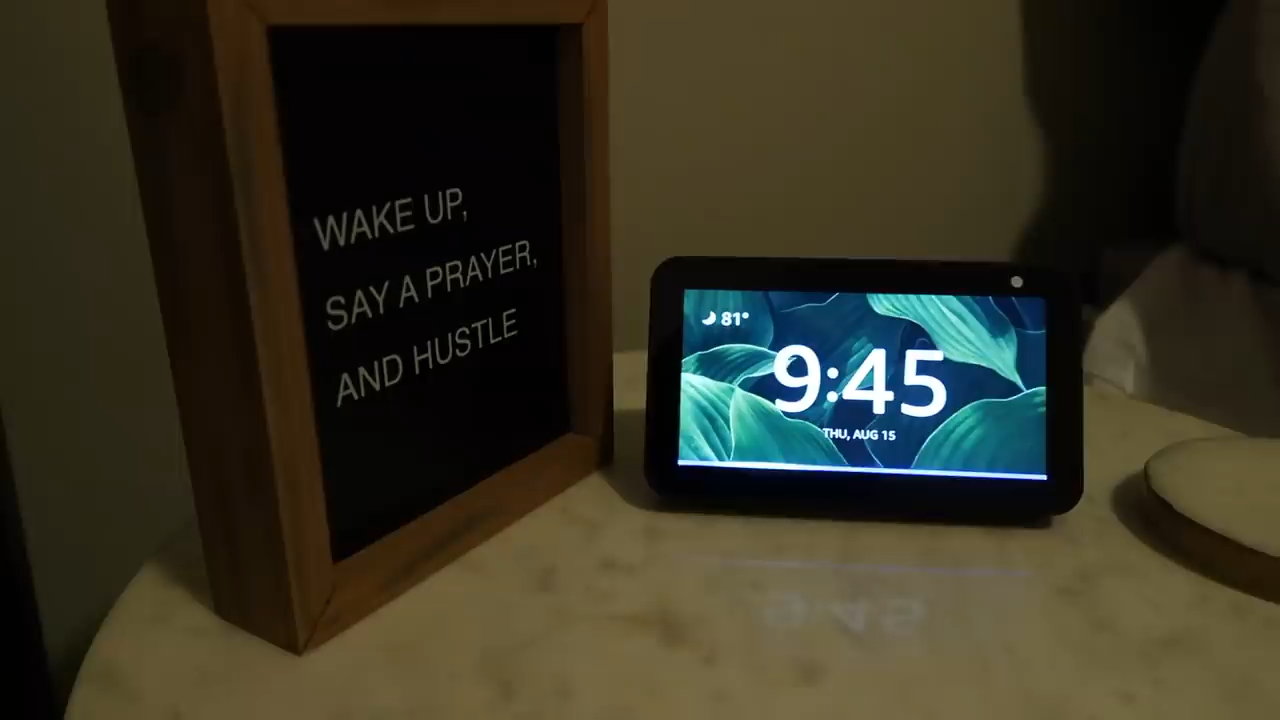 WAKE UP,
SAY A PRAYER,
AND HUSTLE
81°
9:45
THU, AUG 15